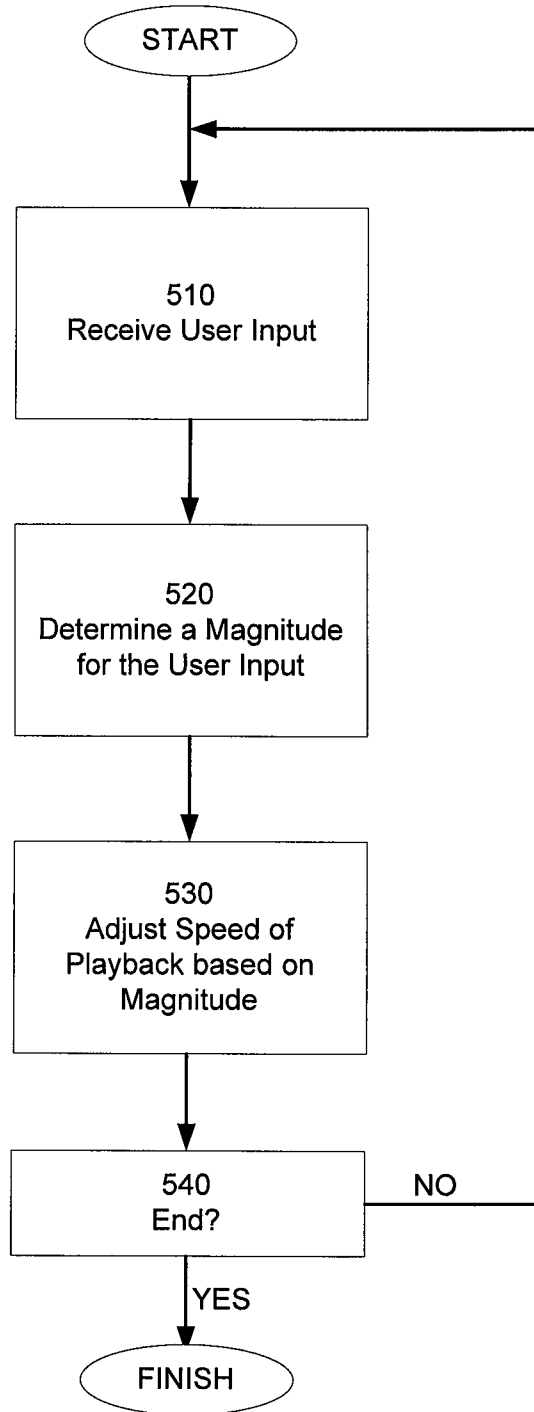 START
510
Receive User Input
520
Determine a Magnitude
for the User Input
530
Adjust Speed of
Playback based on
Magnitude
540
End?
NO
YES
FINISH